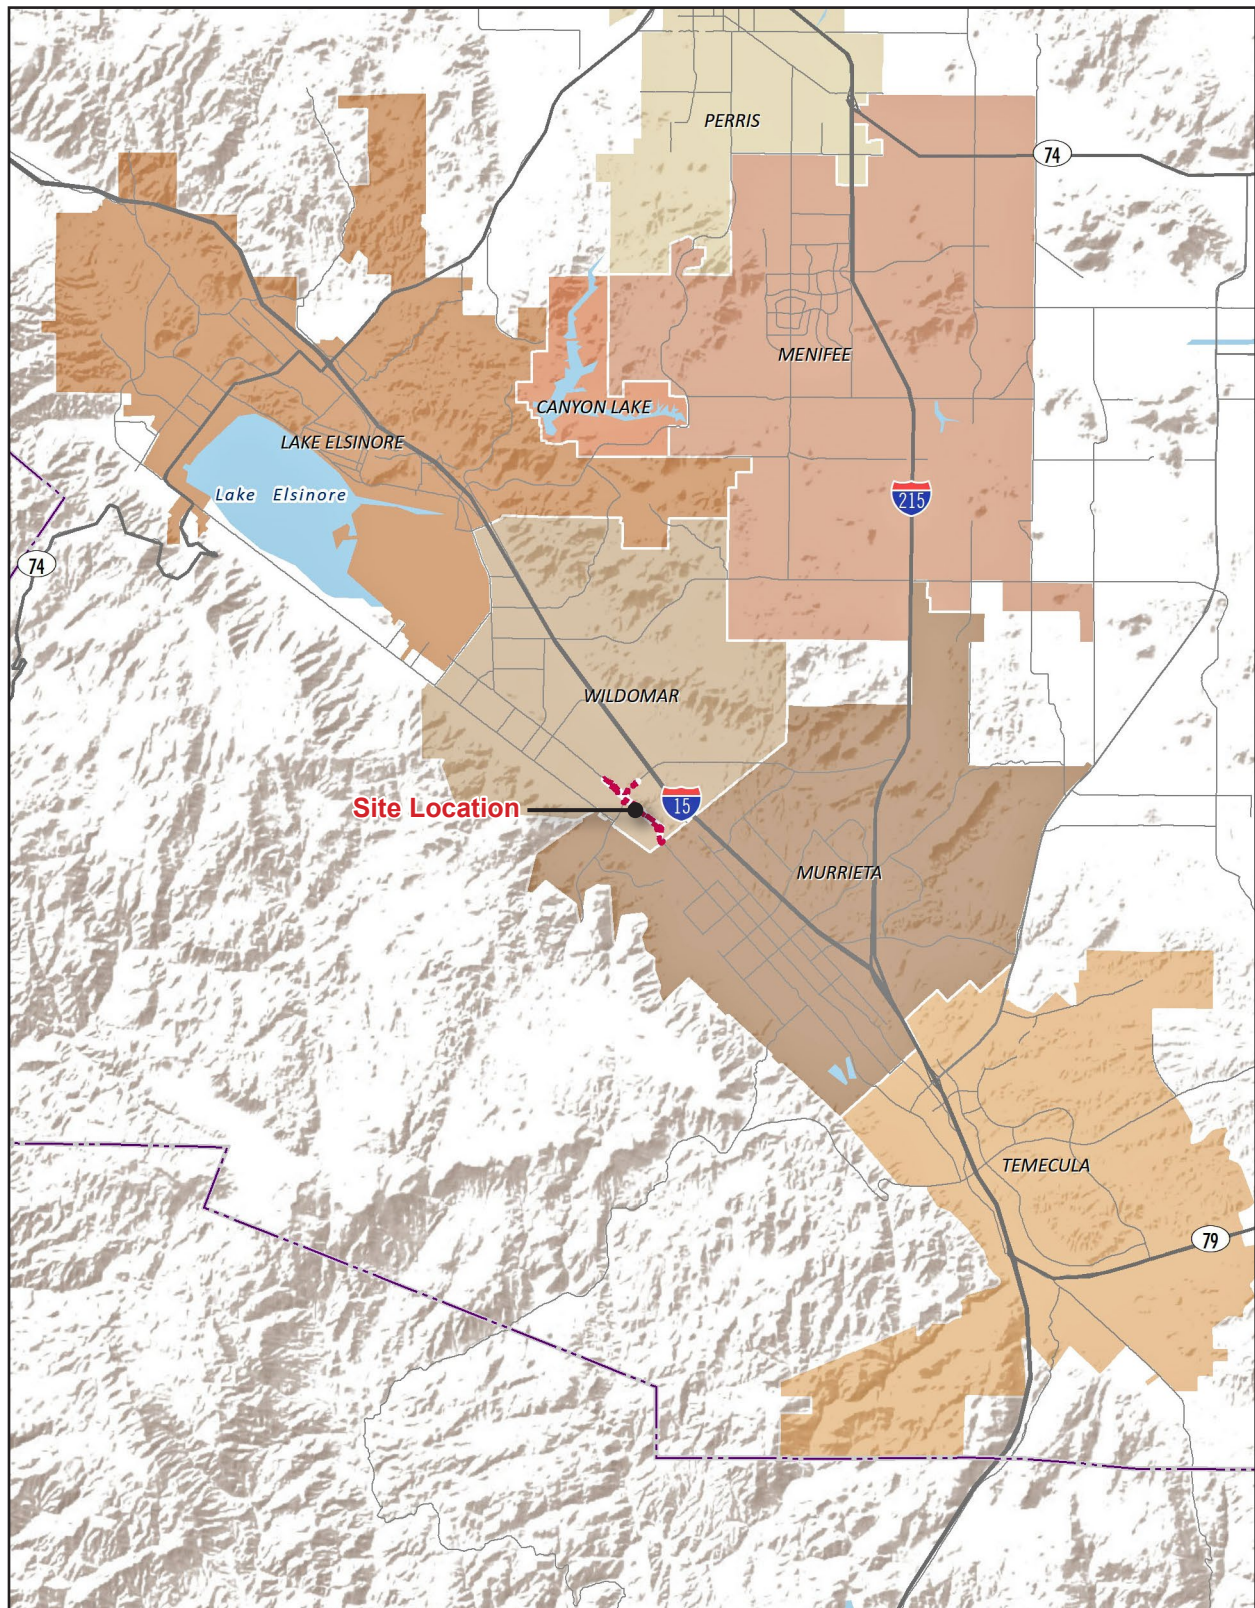 PERRIS
74
MENIFEE
CANYON LAKE
LAKE ELSINORE
Lake Elsinore
215
74
WILDOMAR
Site Location
15
MURRIETA
TEMECULA
79